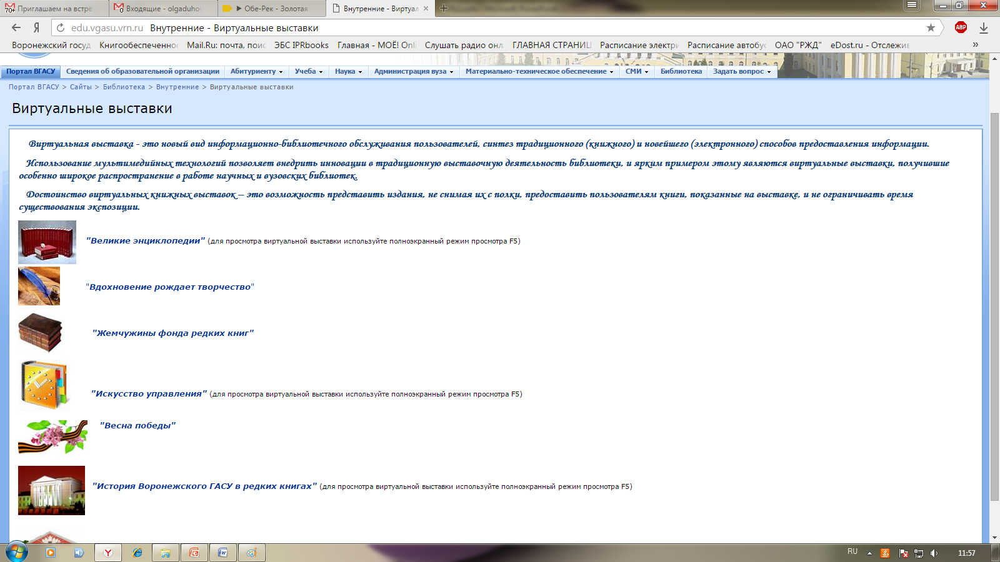 Приглашаем на встре
Входящие - olgaduhov
Обе-Рек - Золотая
Внутренние - Виртуал
edu.vgasu.vrn.ru Внутренние - Виртуальные выставки
ABP
Воронежский госуд Книгообеспеченнос Mail.Ru: почта, поис ЭБС IPRbooks Главная - МОЁ! Onli Слушать радио онл ГЛАВНАЯ СТРАНИЦ Расписание электри Расписание автобус ОАО "РЖД" eDost.ru - Отслежив »
Портал ВГАСУ Сведения об образовательной организации Абитуриенту Учеба Наука Администрация вуза Материально-техническое обеспечение СМИ Библиотека Задать вопрос
Портал ВГАСУ > Сайты > Библиотека > Внутренние > Виртуальные выставки
Виртуальные выставки
Виртуальная выставка - это новый вид информационно-библиотечного обслуживания пользователей, синтез традиционного (книжного) и новейшего (электронного) способов предоставления информации.
Использование мультимедийных технологий позволяет внедрить инновации в традиционную выставочную деятельность библиотеки, и ярким примером этому являются виртуальные выставки, получившие
особенно широкое распространение в работе научных и вузовских библиотек.
Достоинство виртуальных книжных выставок – это возможность представить издания, не снимая их с полки, предоставить пользователям книги, показанные на выставке, и не ограничивать время
существования экспозиции.
"Великие энциклопедии" (для просмотра виртуальной выставки используйте полноэкранный режим просмотра F5)
"Вдохновение рождает творчество"
"Жемчужины фонда редких книг"
"Искусство управления" (для просмотра виртуальной выставки используйте полноэкранный режим просмотра F5)
"Весна победы"
"История Воронежского ГАСУ в редких книгах" (для просмотра виртуальной выставки используйте полноэкранный режим просмотра F5)
RU 11:57